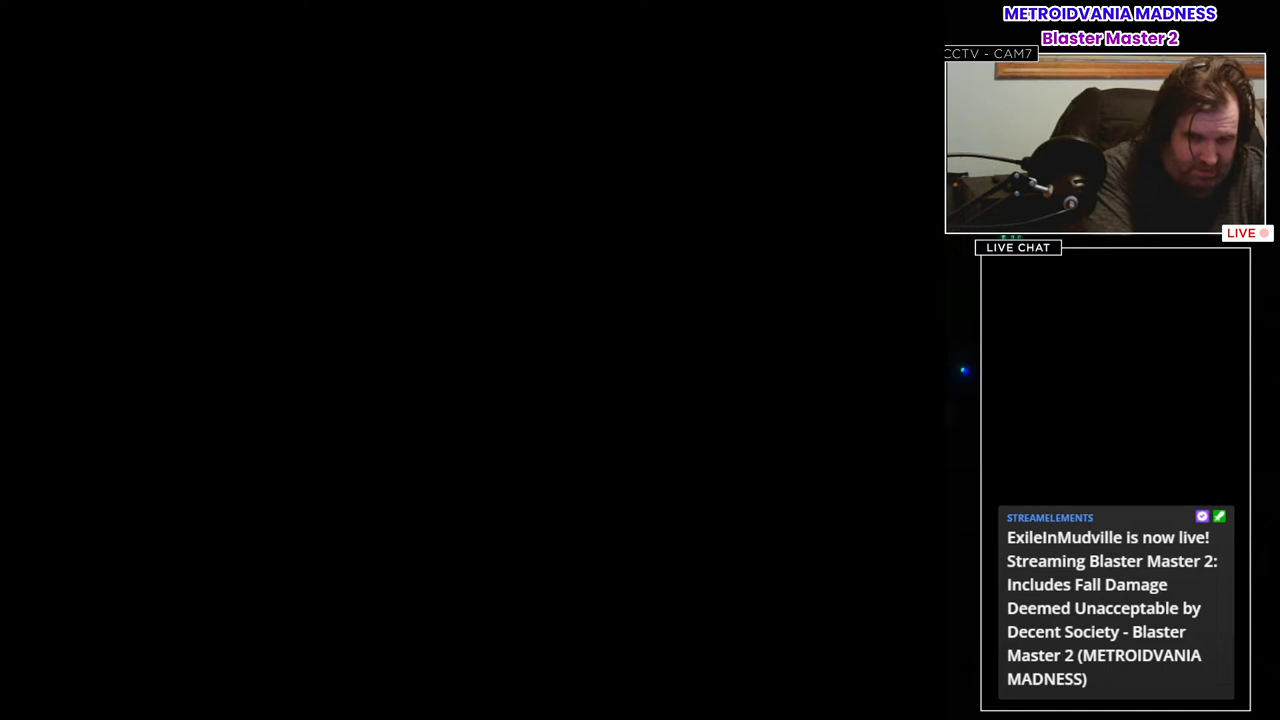 METROIDVANIA MADNESS
Blaster Master 2
CCTV - CAM7
LIVE
LIVE CHAT
STREAMELEMENTS
ExileInMudville is now live!
Streaming Blaster Master 2:
Includes Fall Damage
Deemed Unacceptable by
Decent Society - Blaster
Master 2 (METROIDVANIA
MADNESS)